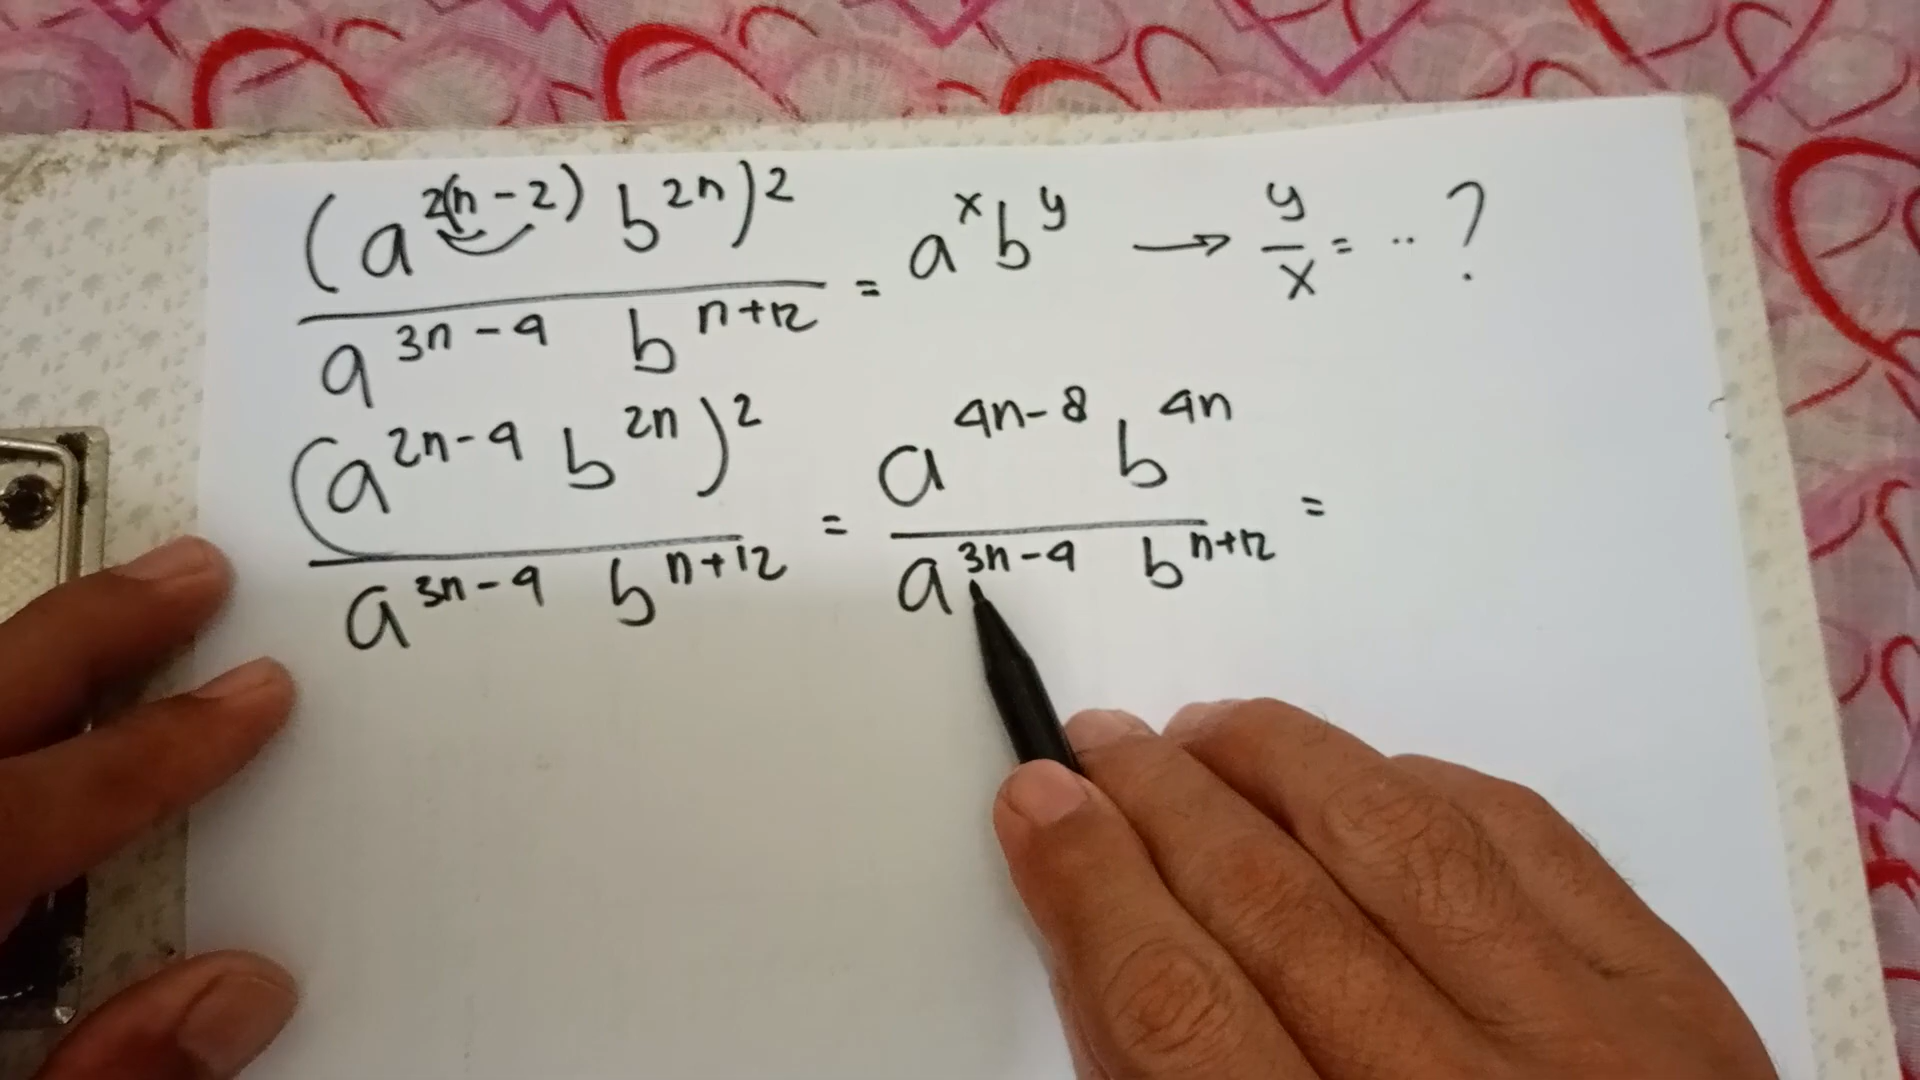 (a^{2(n-2)} b^{2n})^2 / (a^{3n-4} b^{n+12}) = a^x b^y → y/x = ..?
(a^{2n-4} b^{2n})^2 / (a^{3n-4} b^{n+12}) = a^{4n-8} b^{4n} / (a^{3n-4} b^{n+12}) =